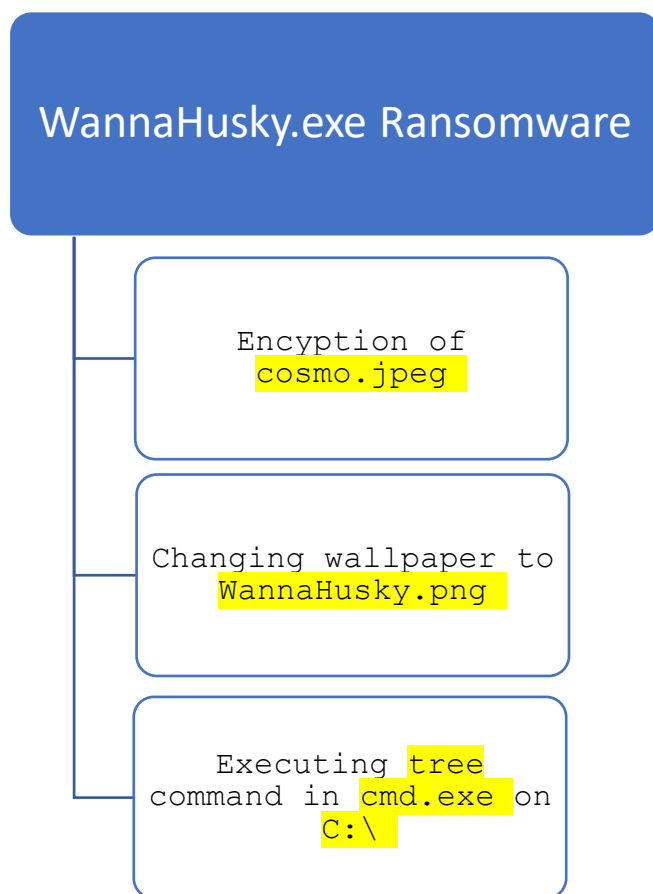 WannaHusky.exe Ransomware
Encyption of
cosmo.jpeg
Changing wallpaper to
WannaHusky.png
Executing tree
command in cmd.exe on
C:\